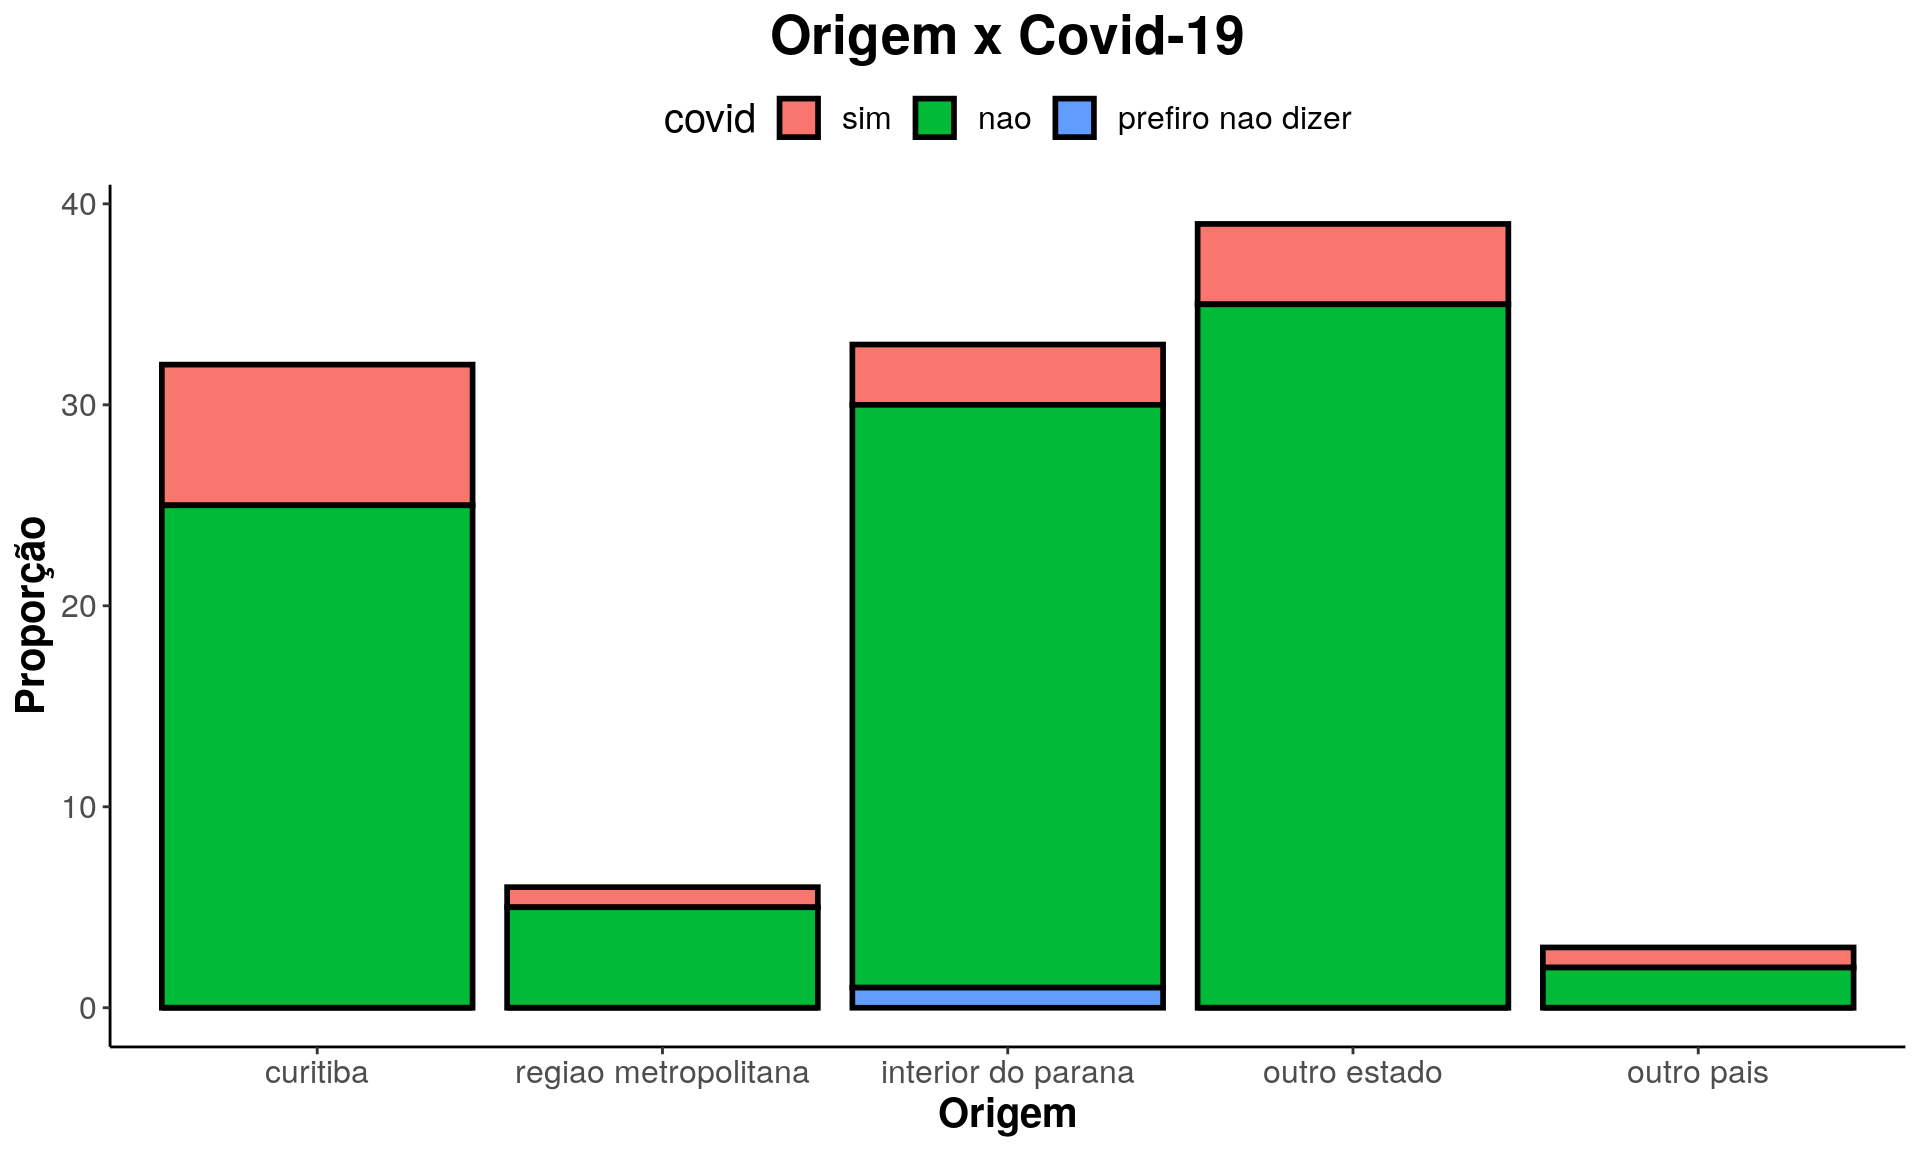 Origem x Covid-19
covid sim nao prefiro nao dizer
40
30
20
10
0
Proporção
curitiba regiao metropolitana interior do parana outro estado outro pais
Origem